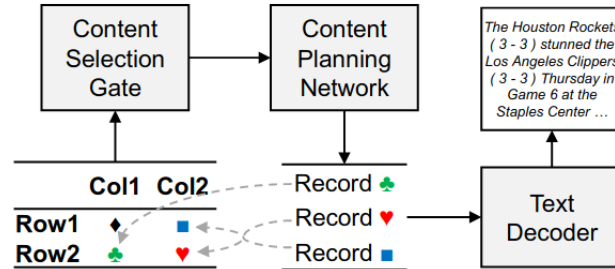 Content
Selection
Gate
Content
Planning
Network
The Houston Rockets
( 3 - 3 ) stunned the
Los Angeles Clippers
( 3 - 3 ) Thursday in
Game 6 at the
Staples Center ...
Col1 Col2
Row1 ♦ ■
Row2 ♣ ♥
Record ♣
Record ♥
Record ■
Text
Decoder